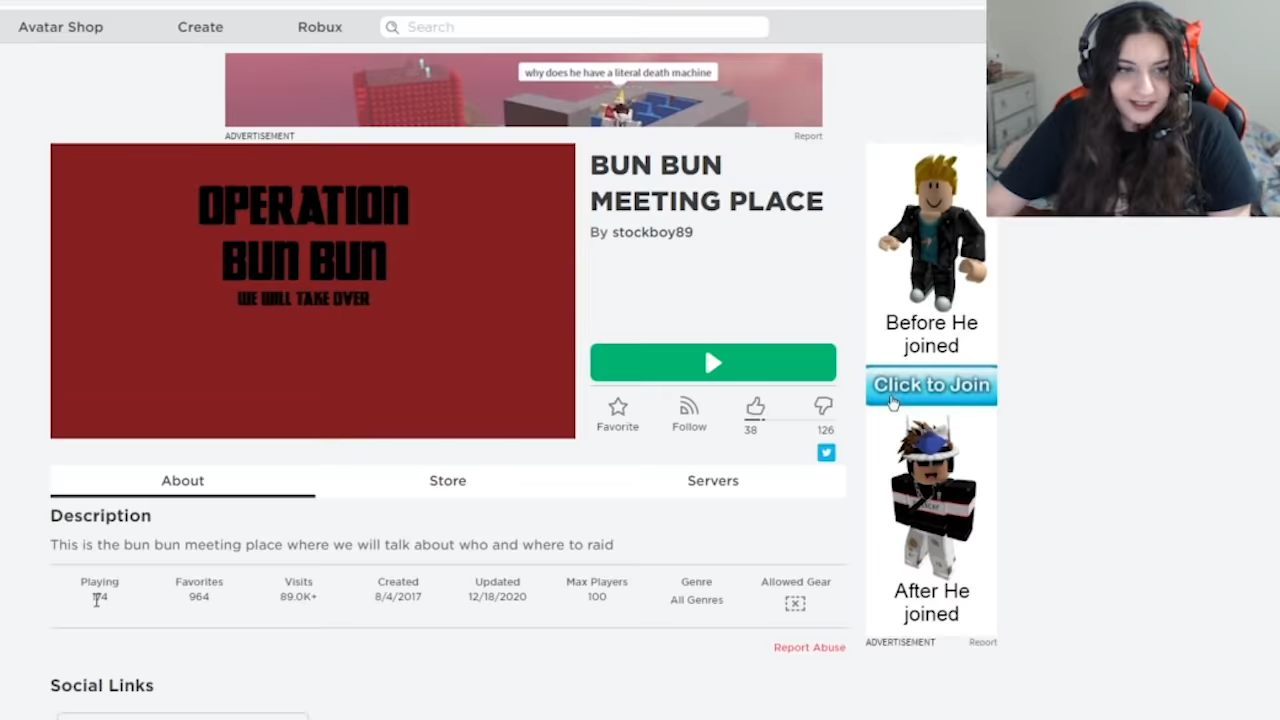 Avatar Shop
Create
Robux
Search
why does he have a literal death machine
ADVERTISEMENT
Report
OPERATION
BUN BUN
WE WILL TAKE OVER
BUN BUN
MEETING PLACE
By stockboy89
Favorite
Follow
38
126
Before He
joined
Click to Join
After He
joined
ADVERTISEMENT
Report
About
Store
Servers
Description
This is the bun bun meeting place where we will talk about who and where to raid
Playing
Favorites
964
Visits
89.0K+
Created
8/4/2017
Updated
12/18/2020
Max Players
100
Genre
All Genres
Allowed Gear
Report Abuse
Social Links